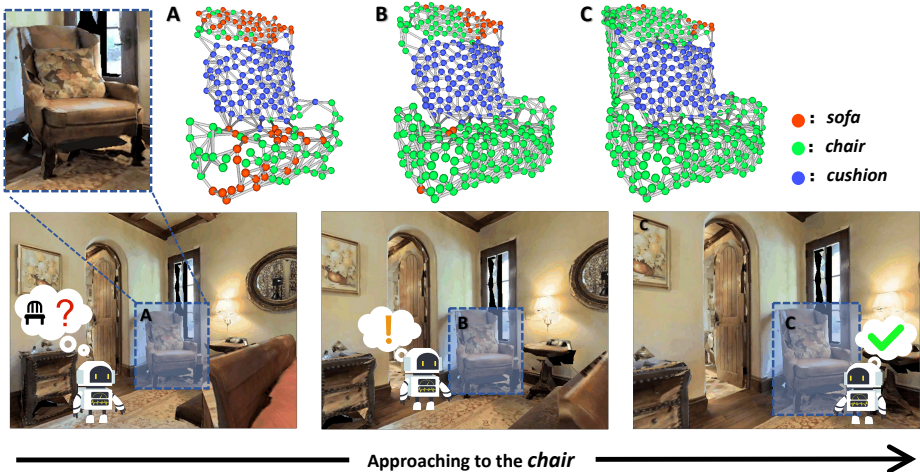 A B C
: sofa
: chair
: cushion
A
?
B
!
C
C
Approaching to the chair